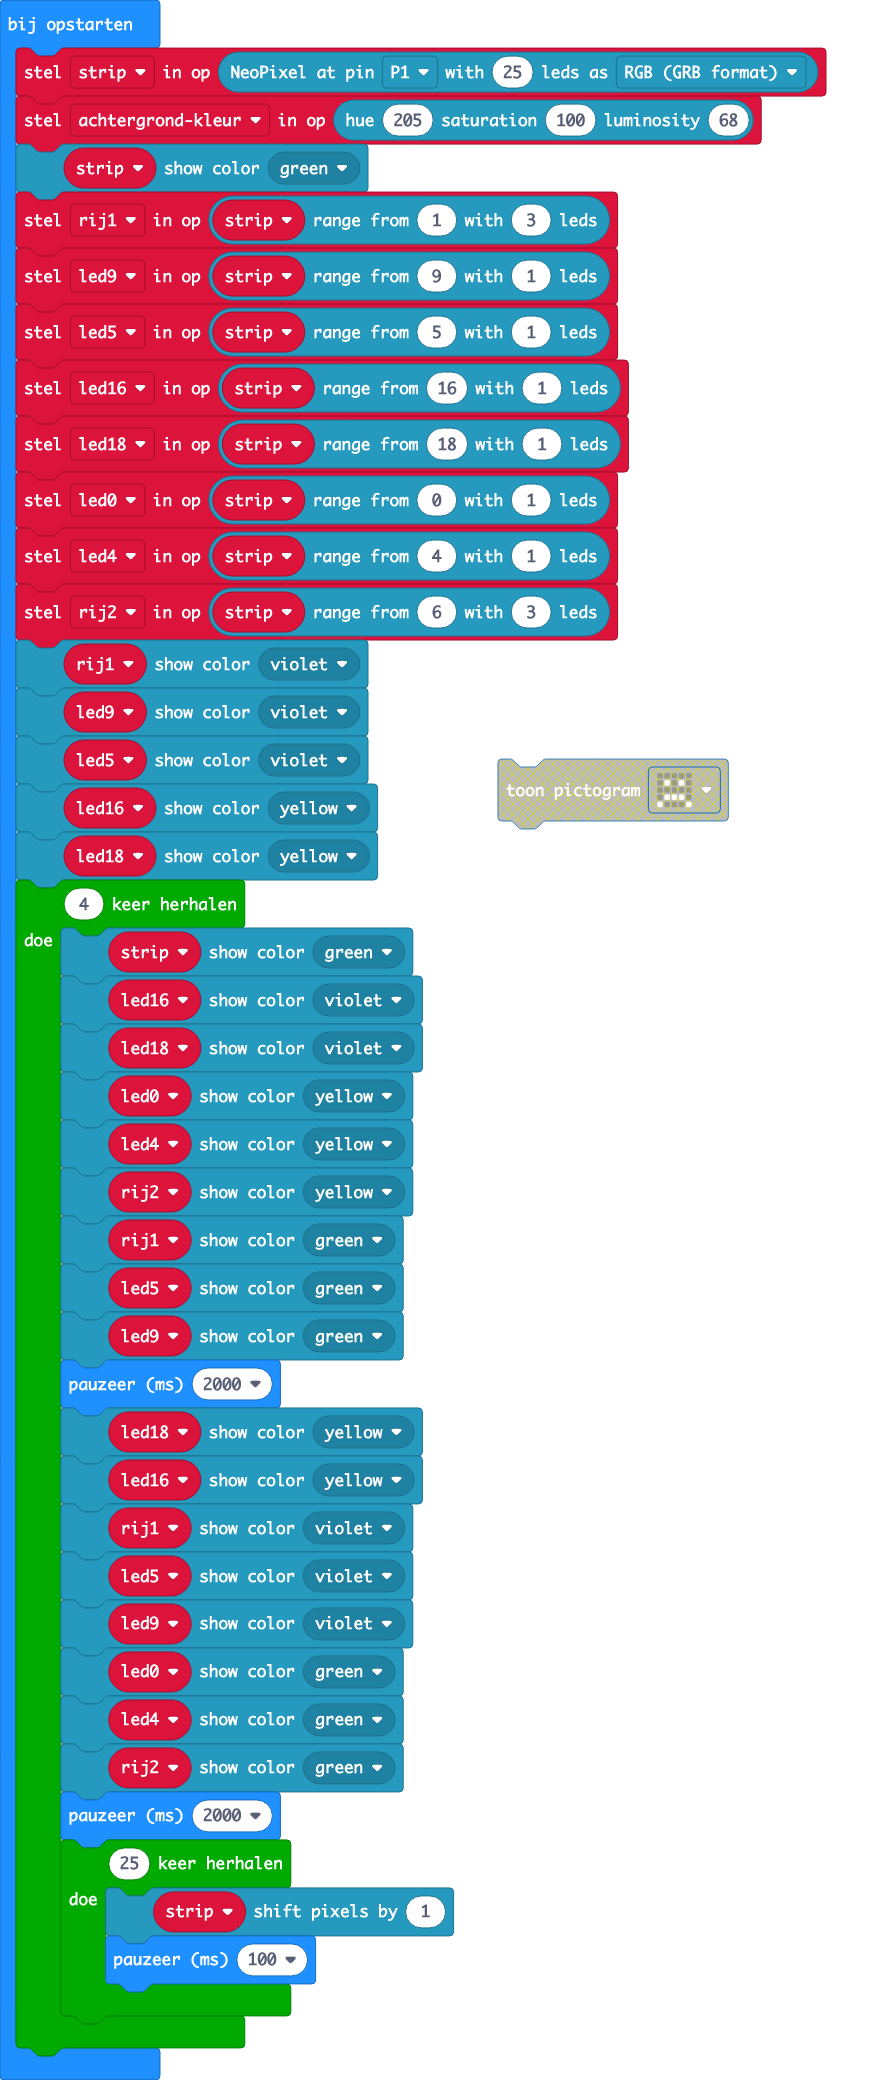 bij opstarten
stel strip in op NeoPixel at pin P1 with 25 leds as RGB (GRB format)
stel achtergrond-kleur in op hue 205 saturation 100 luminosity 68
strip show color green
stel rij1 in op strip range from 1 with 3 leds
stel led9 in op strip range from 9 with 1 leds
stel led5 in op strip range from 5 with 1 leds
stel led16 in op strip range from 16 with 1 leds
stel led18 in op strip range from 18 with 1 leds
stel led0 in op strip range from 0 with 1 leds
stel led4 in op strip range from 4 with 1 leds
stel rij2 in op strip range from 6 with 3 leds
rij1 show color violet
led9 show color violet
led5 show color violet
toon pictogram
led16 show color yellow
led18 show color yellow
4 keer herhalen
doe
strip show color green
led16 show color violet
led18 show color violet
led0 show color yellow
led4 show color yellow
rij2 show color yellow
rij1 show color green
led5 show color green
led9 show color green
pauzeer (ms) 2000
led18 show color yellow
led16 show color yellow
rij1 show color violet
led5 show color violet
led9 show color violet
led0 show color green
led4 show color green
rij2 show color green
pauzeer (ms) 2000
25 keer herhalen
doe
strip shift pixels by 1
pauzeer (ms) 100